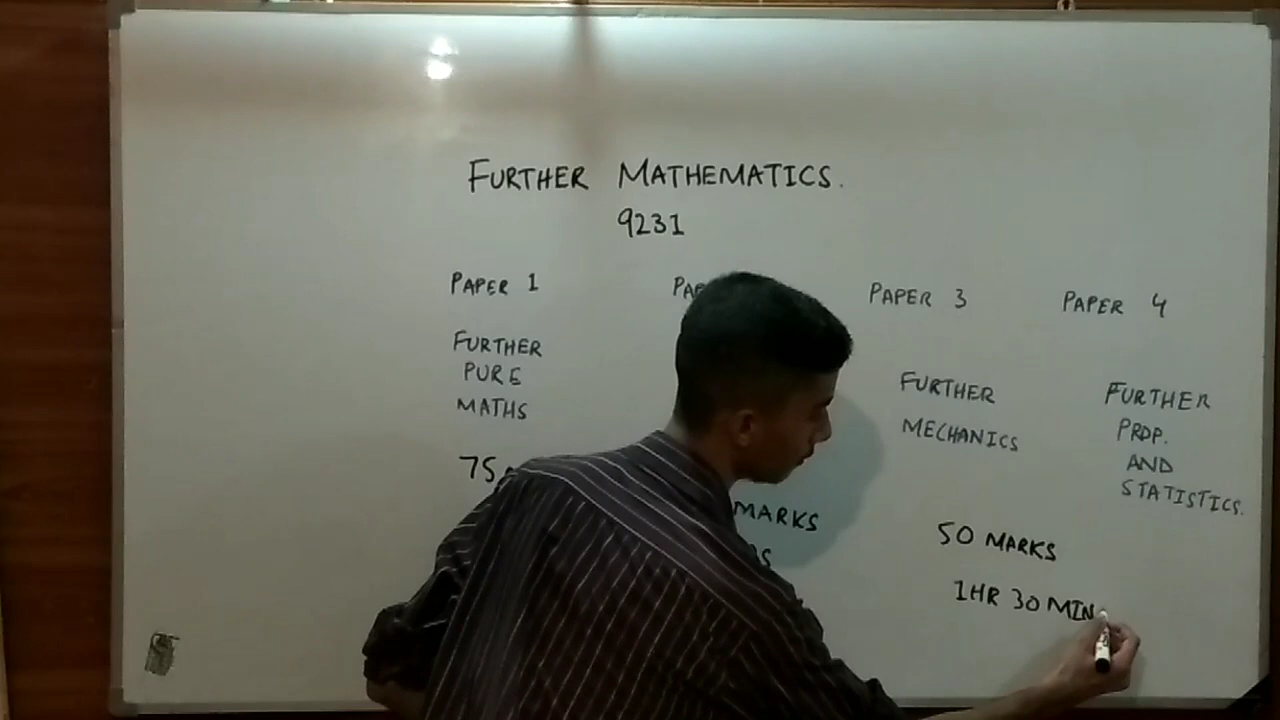 FURTHER MATHEMATICS.
9231
PAPER 1
PAPER 3
PAPER 4
FURTHER
PURE
MATHS
75
MARKS
FURTHER
MECHANICS
50 MARKS
1HR 30 MIN
FURTHER
PROP.
AND
STATISTICS.